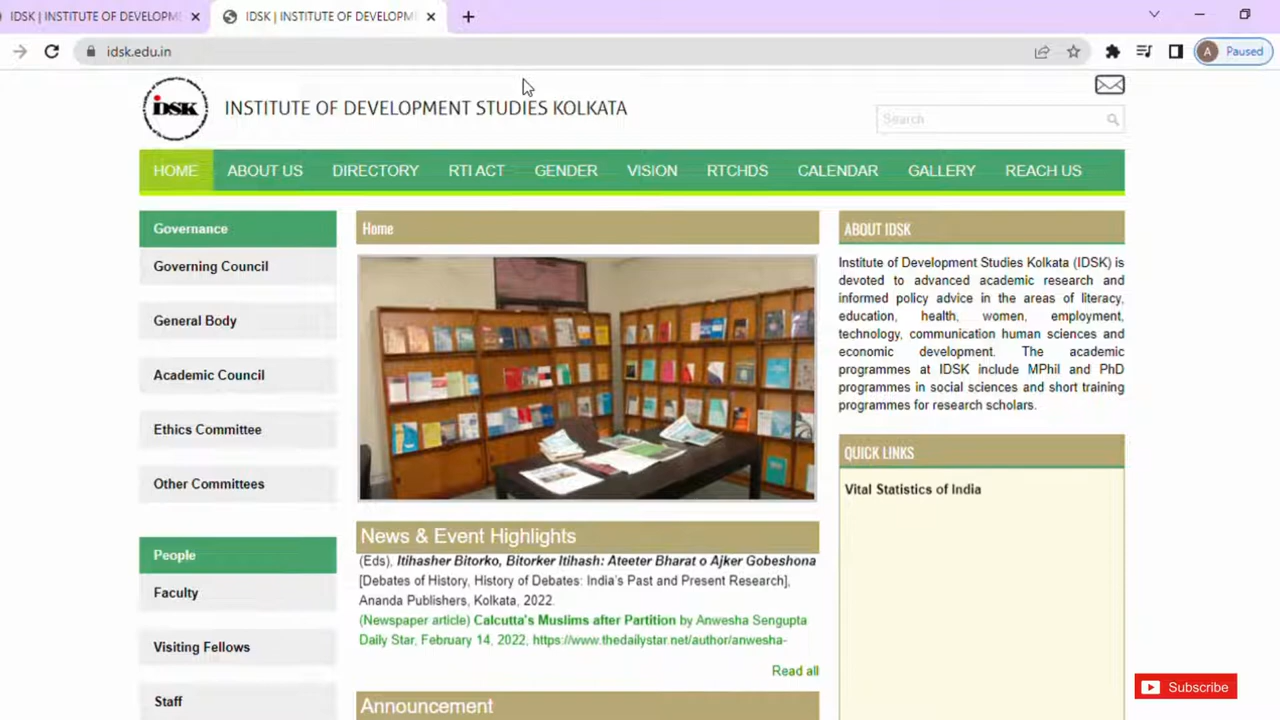 IDSK | INSTITUTE OF DEVELOPM
IDSK | INSTITUTE OF DEVELOPM
idsk.edu.in
A Paused
iDSK
INSTITUTE OF DEVELOPMENT STUDIES KOLKATA
Search
HOME ABOUT US DIRECTORY RTI ACT GENDER VISION RTCHDS CALENDAR GALLERY REACH US
Governance
Governing Council
General Body
Academic Council
Ethics Committee
Other Committees
People
Faculty
Visiting Fellows
Staff
Home
News & Event Highlights
(Eds), Itihasher Bitorko, Bitorker Itihash: Ateeter Bharat o Ajker Gobeshona
[Debates of History, History of Debates: India's Past and Present Research],
Ananda Publishers, Kolkata, 2022.
(Newspaper article) Calcutta's Muslims after Partition by Anwesha Sengupta
Daily Star, February 14, 2022, https://www.thedailystar.net/author/anwesha-
Read all
Announcement
ABOUT IDSK
Institute of Development Studies Kolkata (IDSK) is
devoted to advanced academic research and
informed policy advice in the areas of literacy,
education, health, women, employment,
technology, communication human sciences and
economic development. The academic
programmes at IDSK include MPhil and PhD
programmes in social sciences and short training
programmes for research scholars.
QUICK LINKS
Vital Statistics of India
Subscribe